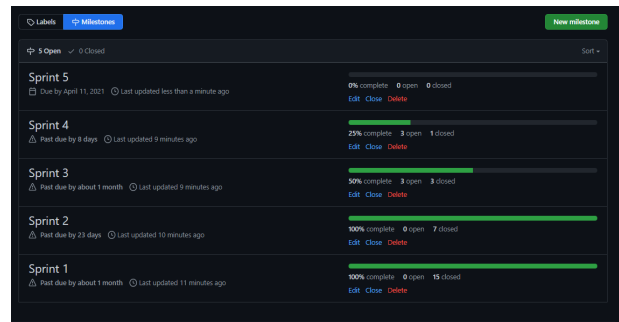 Labels Milestones New milestone
5 Open 0 Closed Sort
Sprint 5
Due by April 11, 2021 Last updated less than a minute ago
0% complete 0 open 0 closed
Edit Close Delete
Sprint 4
Past due by 8 days Last updated 9 minutes ago
25% complete 3 open 1 closed
Edit Close Delete
Sprint 3
Past due by about 1 month Last updated 9 minutes ago
50% complete 3 open 3 closed
Edit Close Delete
Sprint 2
Past due by 23 days Last updated 10 minutes ago
100% complete 0 open 7 closed
Edit Close Delete
Sprint 1
Past due by about 1 month Last updated 11 minutes ago
100% complete 0 open 15 closed
Edit Close Delete